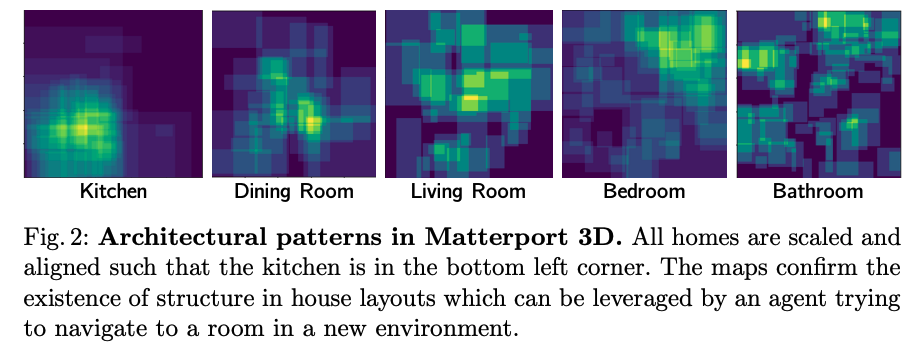 Kitchen
Dining Room
Living Room
Bedroom
Bathroom
Fig. 2: Architectural patterns in Matterport 3D. All homes are scaled and
aligned such that the kitchen is in the bottom left corner. The maps confirm the
existence of structure in house layouts which can be leveraged by an agent trying
to navigate to a room in a new environment.